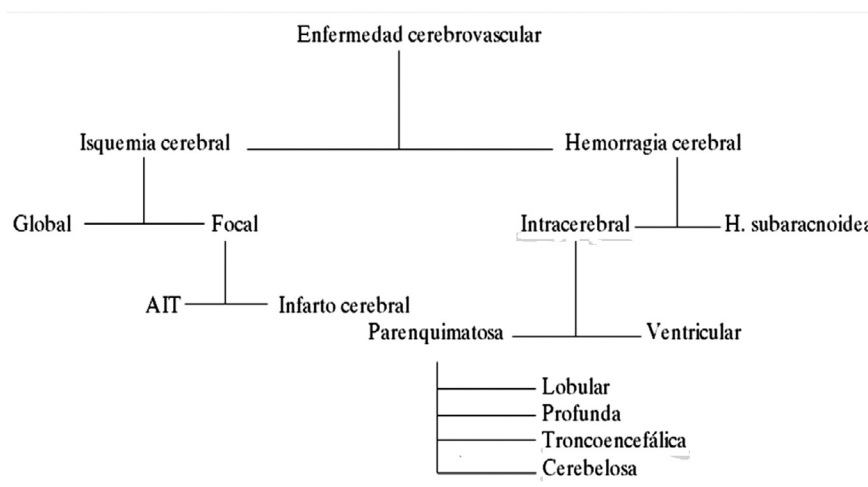 Enfermedad cerebrovascular
Isquemia cerebral
Hemorragia cerebral
Global
Focal
Intracerebral
H. subaracnoidea
AIT
Infarto cerebral
Parenquimatosa
Ventricular
Lobular
Profunda
Troncoencefálica
Cerebelosa